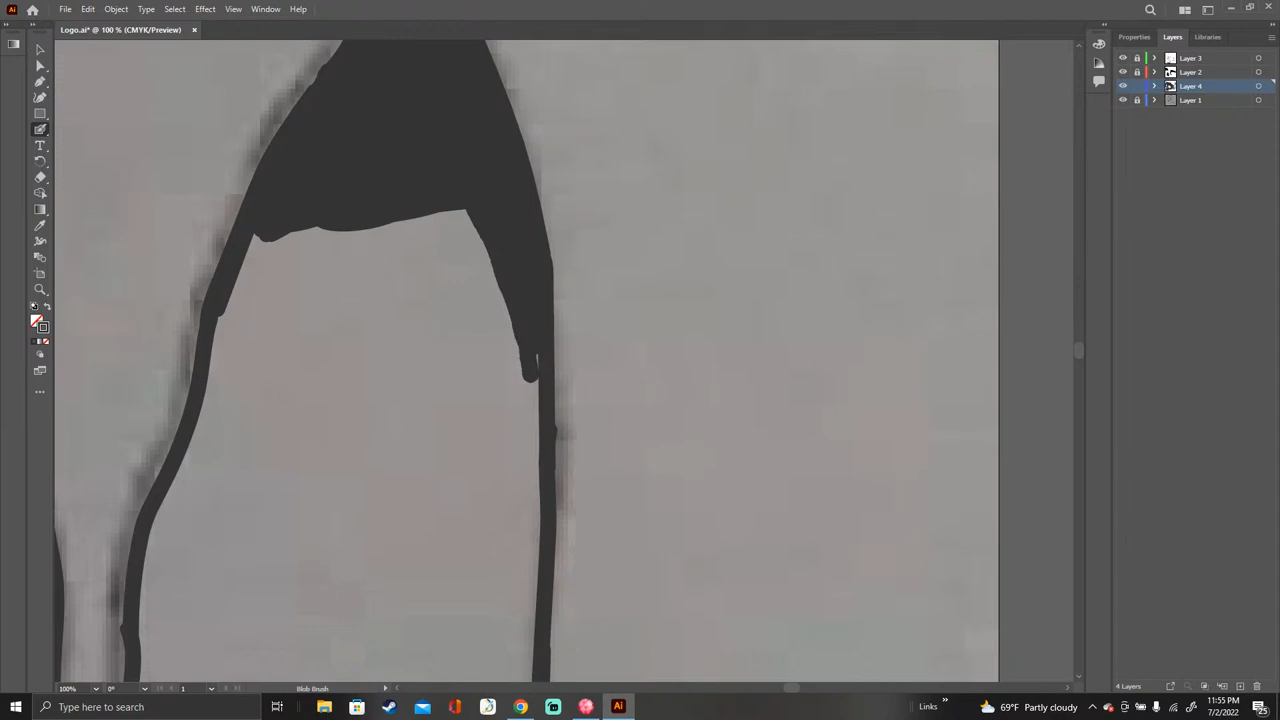 File Edit Object Type Select Effect View Window Help
Logo.ai* @ 100 % (CMYK/Preview)
Properties Layers Libraries
Layer 3
Layer 2
Layer 4
Layer 1
100% 0° 1 Blob Brush
4 Layers
Type here to search
Links
69°F Partly cloudy
11:55 PM
7/2/2022